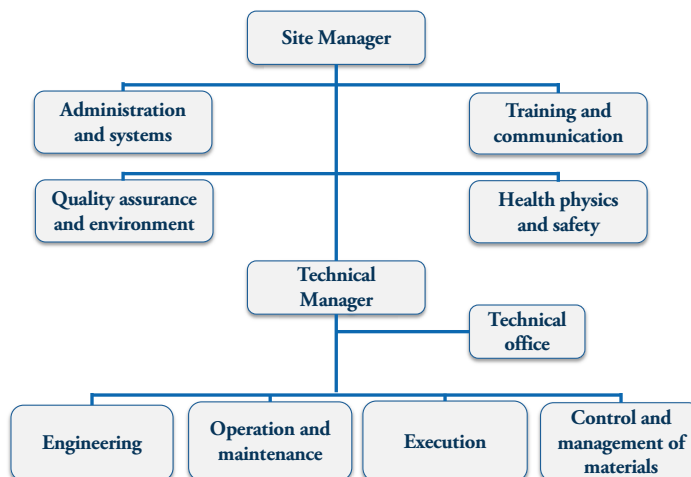 Site Manager
Administration
and systems
Training and
communication
Quality assurance
and environment
Health physics
and safety
Technical
Manager
Technical
office
Engineering
Operation and
maintenance
Execution
Control and
management of
materials